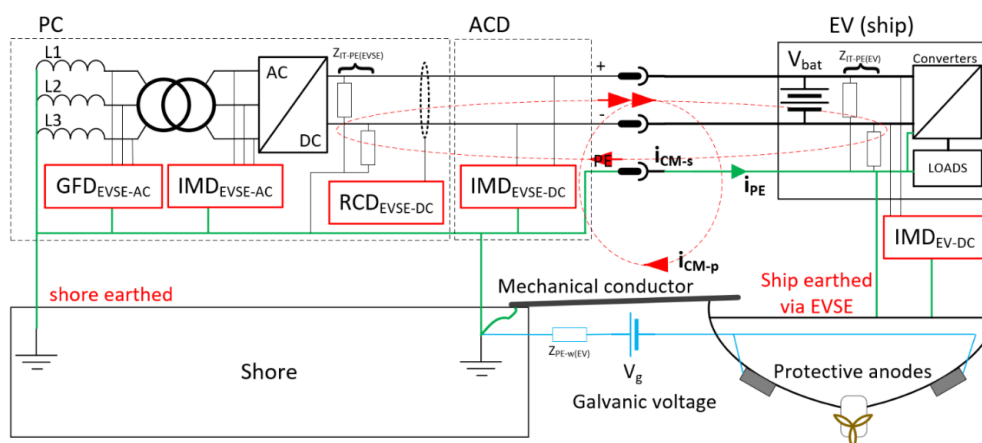 PC
ACD
EV (ship)
L1
L2
L3
AC
DC
Z_IT-PE(EVSE)
+
-
PE
V_bat
Z_IT-PE(EV)
Converters
LOADS
GFD_EVSE-AC
IMD_EVSE-AC
RCD_EVSE-DC
IMD_EVSE-DC
i_CM-s
i_PE
IMD_EV-DC
i_CM-p
shore earthed
Mechanical conductor
Ship earthed
via EVSE
Shore
Z_PE-w(EV)
V_g
Galvanic voltage
Protective anodes